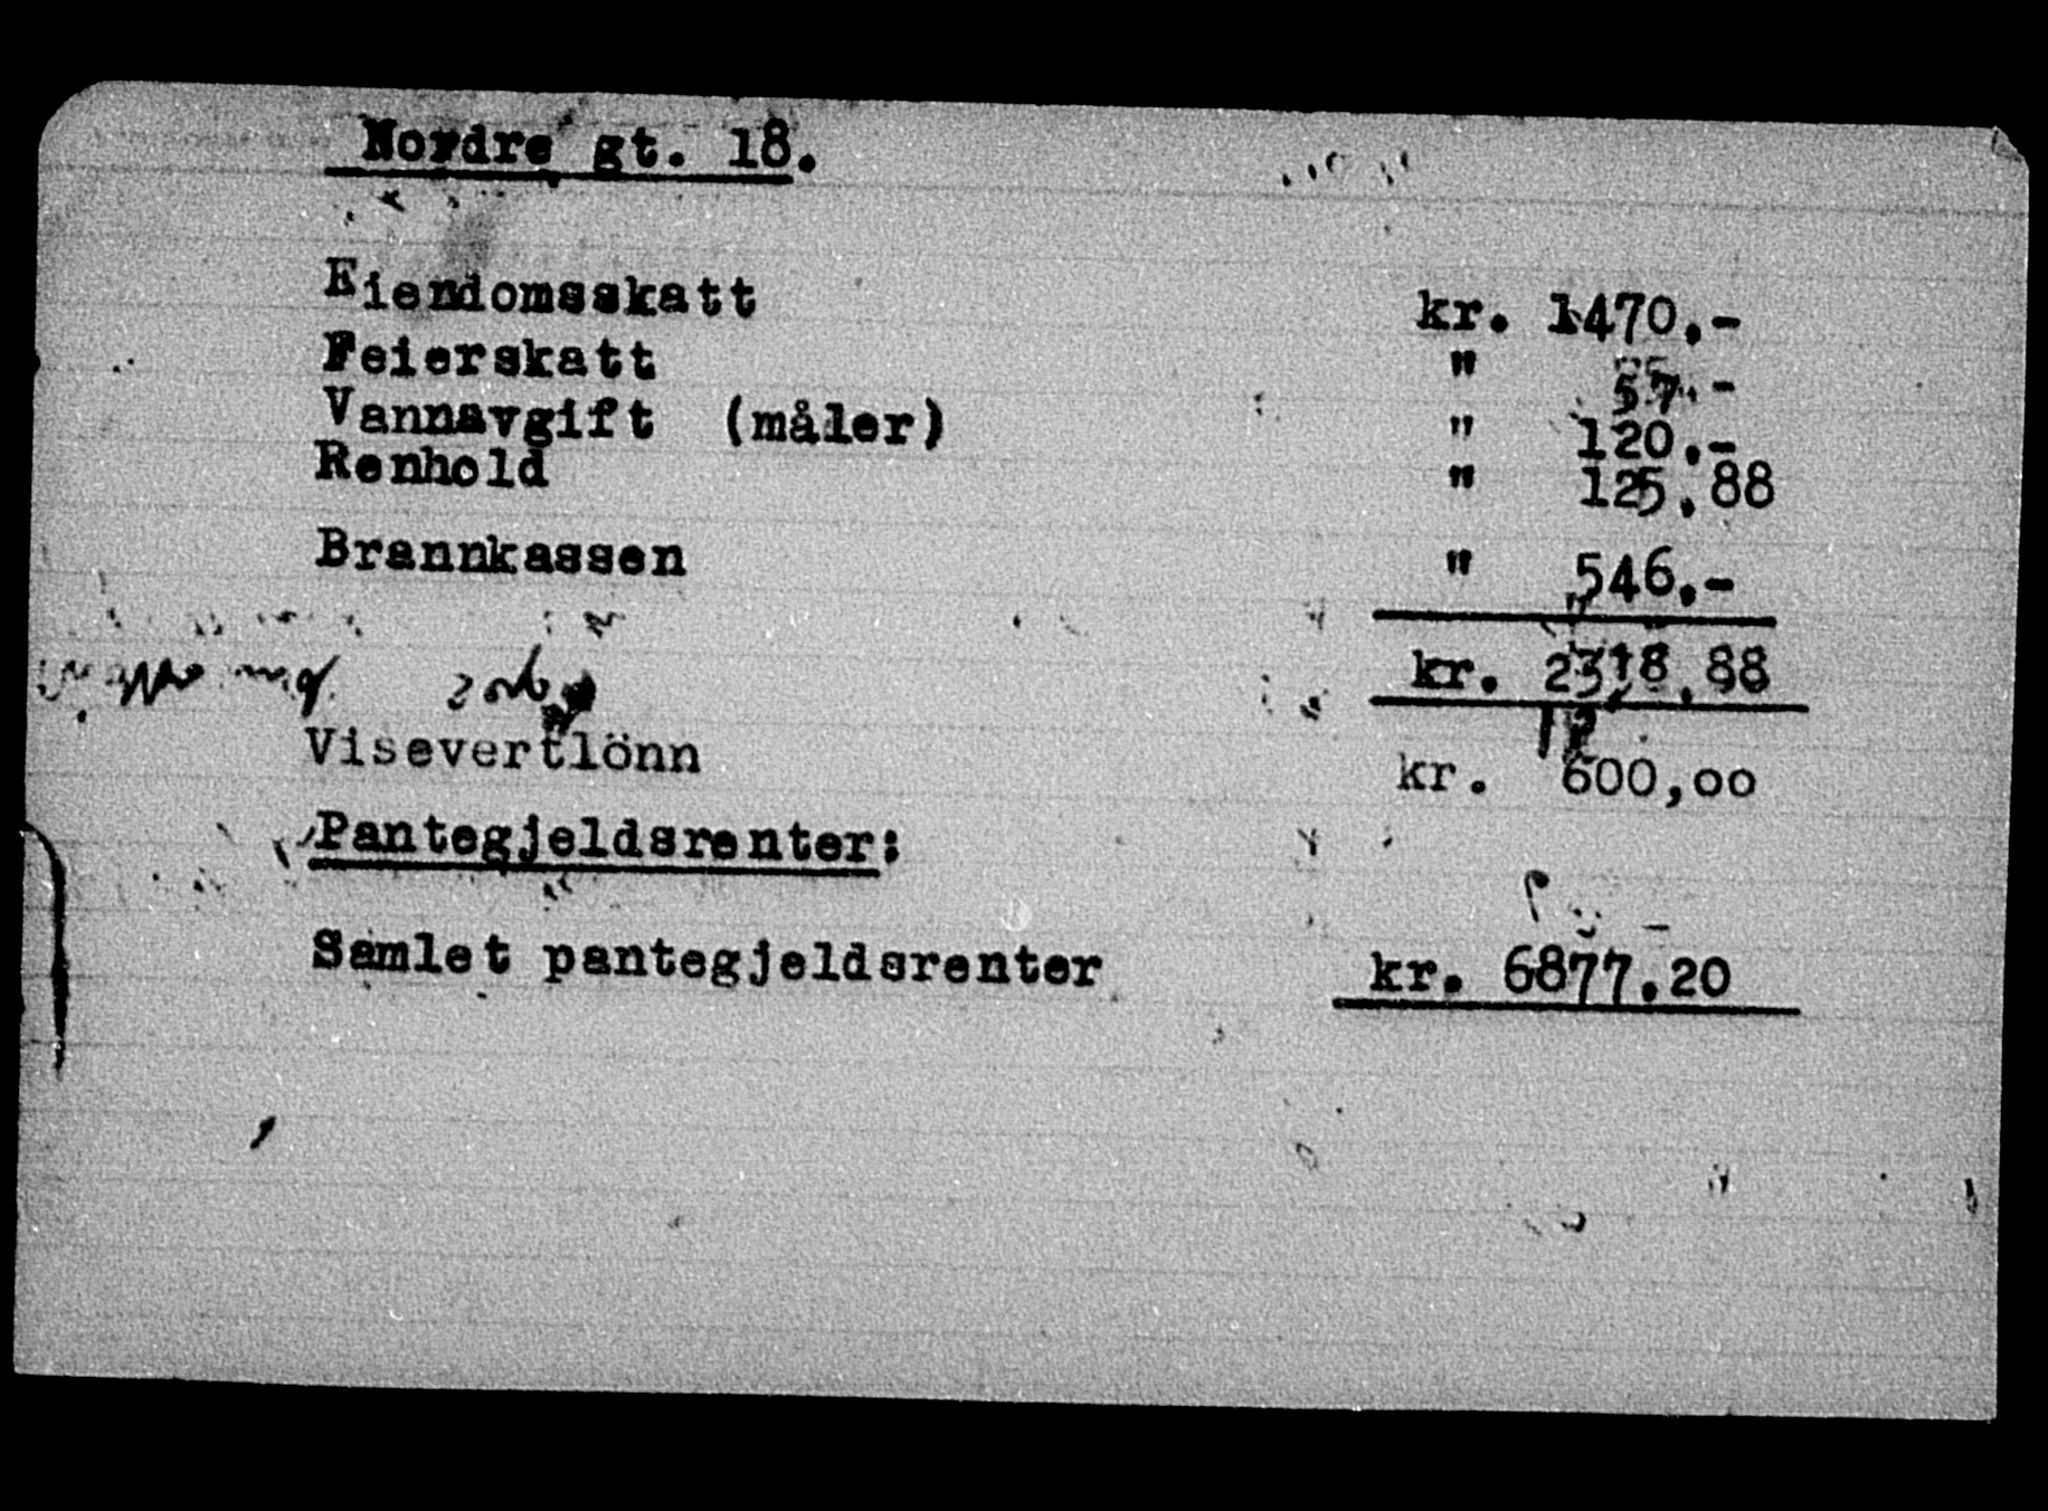 Nordre gt. 18.
Eiendomsskatt kr. 1470.-
Feierskatt " 57.-
Vannavgift (måler) " 120.-
Renhold " 125.88
Brannkassen " 546.-
kr. 2318.88
Visevertlönn kr. 600,oo
Pantegjeldsrenter:
Samlet pantegjeldsrenter kr. 6877.20